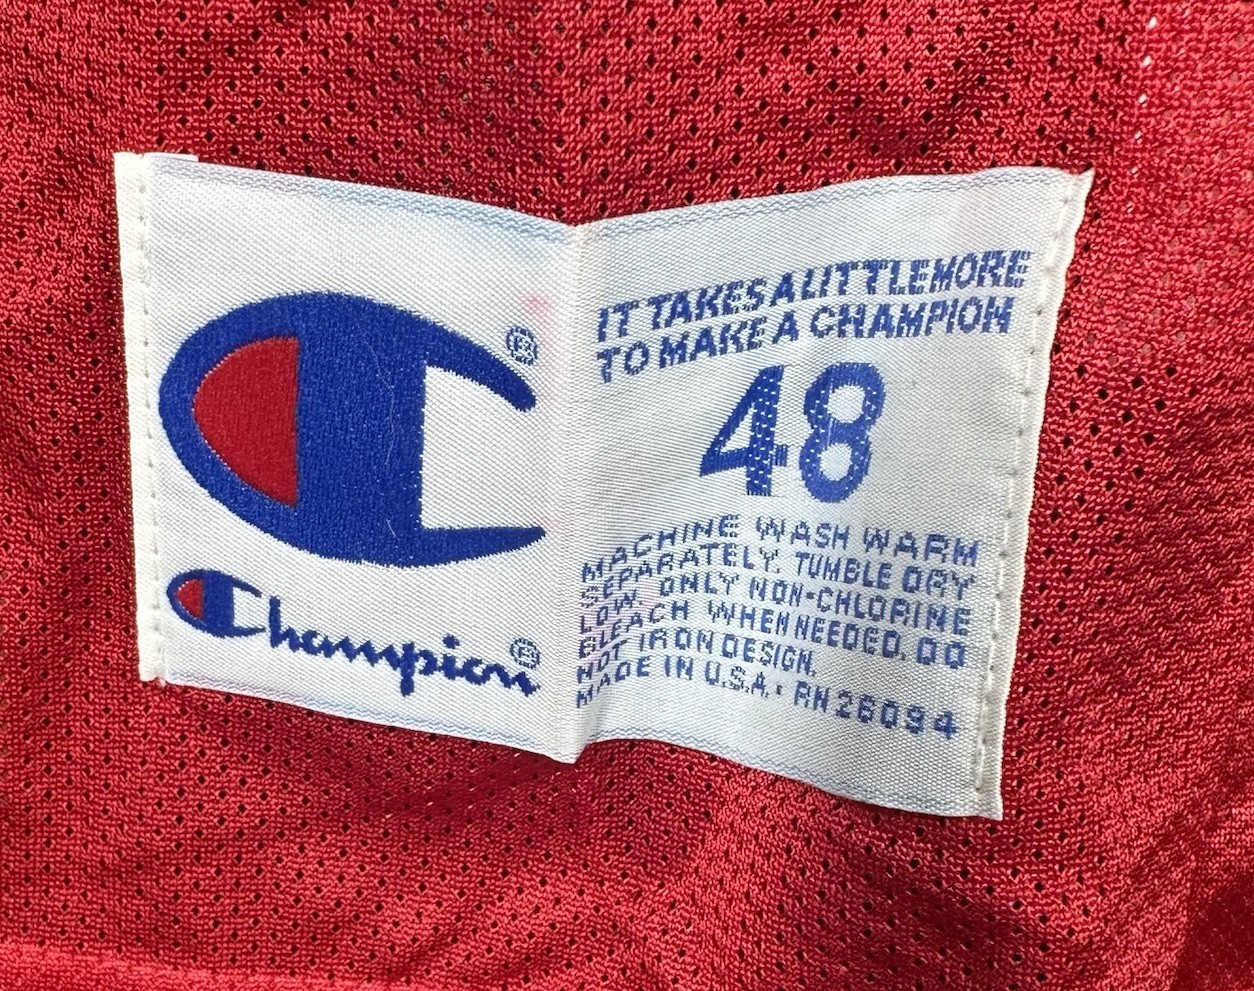 Champion®
IT TAKES A LITTLE MORE
TO MAKE A CHAMPION
48
MACHINE WASH WARM
SEPARATELY. TUMBLE DRY
LOW. ONLY NON-CHLORINE
BLEACH WHEN NEEDED. DO
NOT IRON DESIGN.
MADE IN U.S.A. · RN 26094